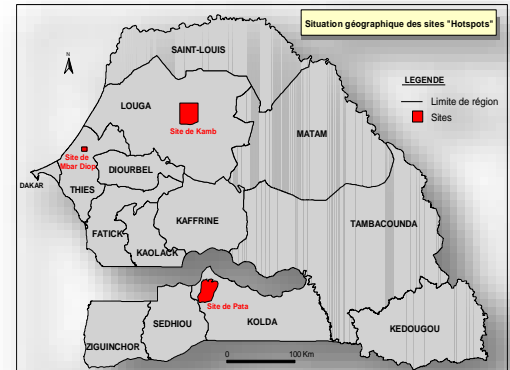 Situation géographique des sites "Hotspots"
SAINT-LOUIS
N
LEGENDE
Limite de région
Sites
LOUGA
Site de Kamb
MATAM
Site de
Mbar Diop
DIOURBEL
DAKAR
THIES
KAFFRINE
TAMBACOUNDA
FATICK
KAOLACK
Site de Pata
SEDHIOU
KOLDA
KEDOUGOU
ZIGUINCHOR
0 100 Km